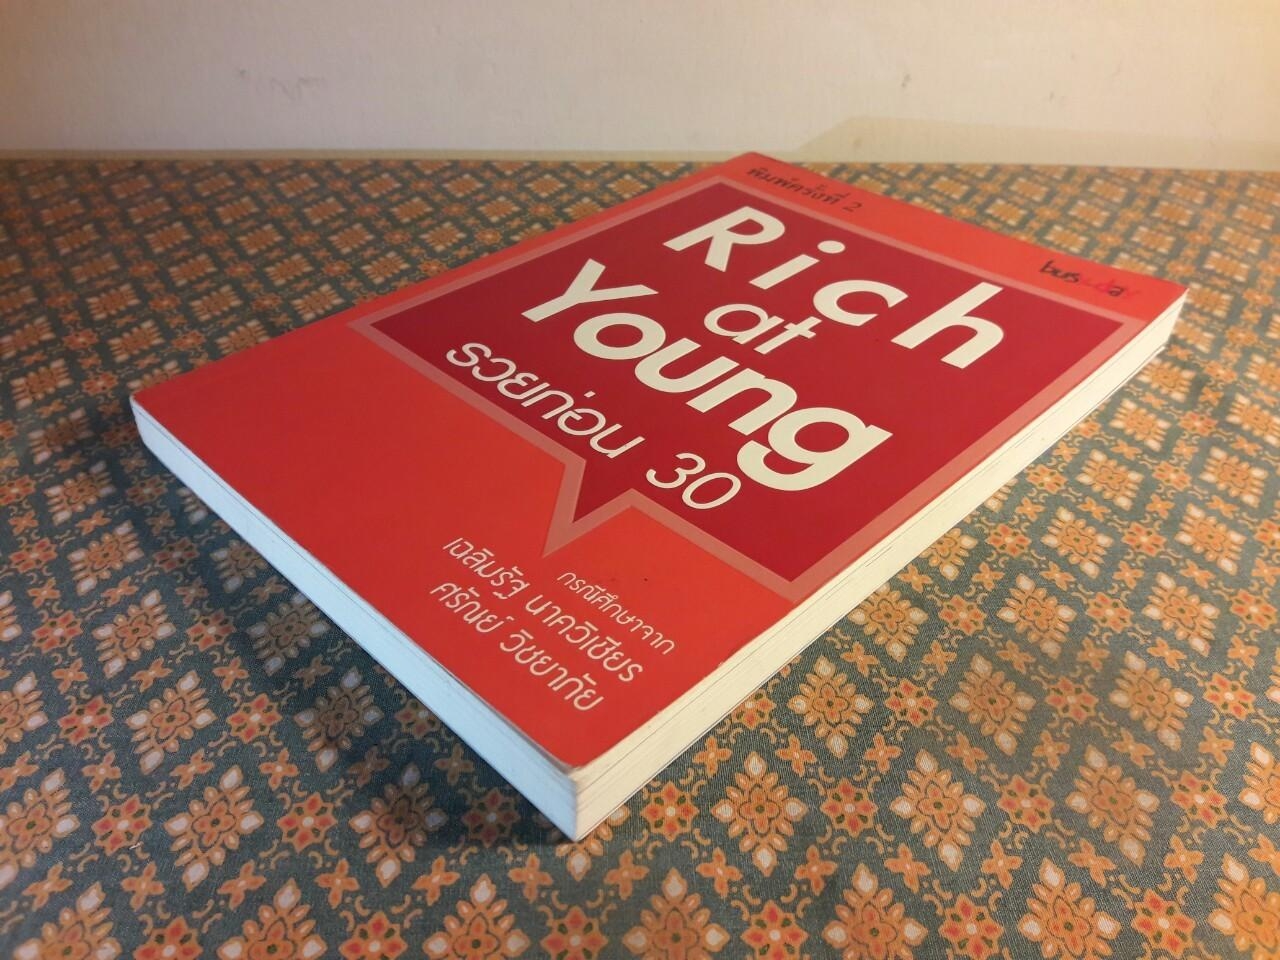 พิมพ์ครั้งที่ 2
Rich
at
Young
รวยก่อน 30
กรณีศึกษาจาก
เฉลิมรัฐ นาควิเชียร
ศรัณย์ วิชยาภัย